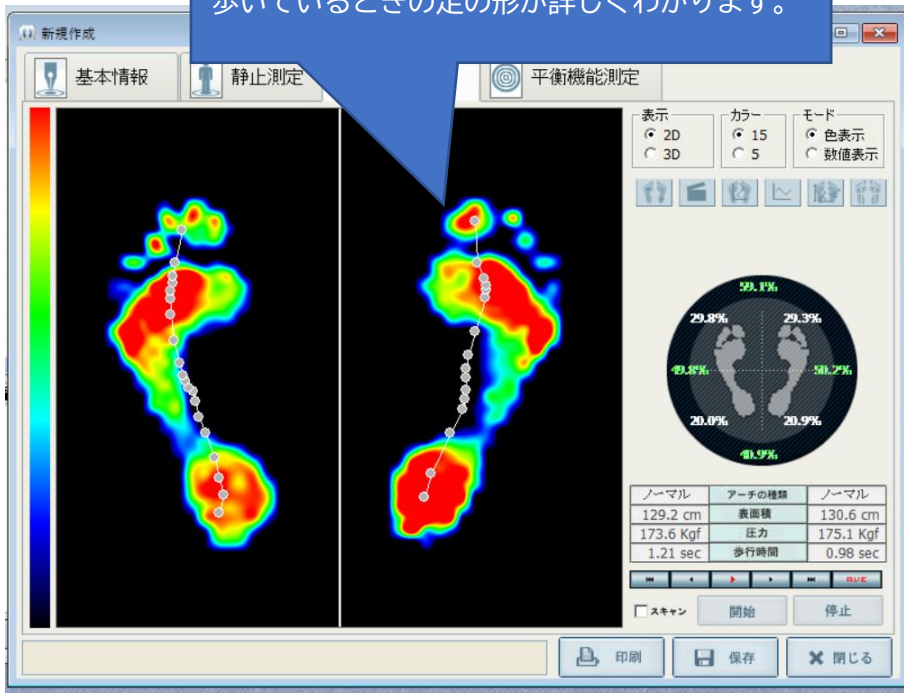 歩いているときの足の形が詳しくわかります。
新規作成
基本情報
静止測定
平衡機能測定
表示
2D
3D
カラー
15
5
モード
色表示
数値表示
59.1%
29.8%
29.3%
49.8%
50.2%
20.0%
20.9%
40.9%
ノーマル アーチの種類 ノーマル
129.2 cm 表面積 130.6 cm
173.6 Kgf 圧力 175.1 Kgf
1.21 sec 歩行時間 0.98 sec
スキャン 開始 停止
印刷 保存 閉じる